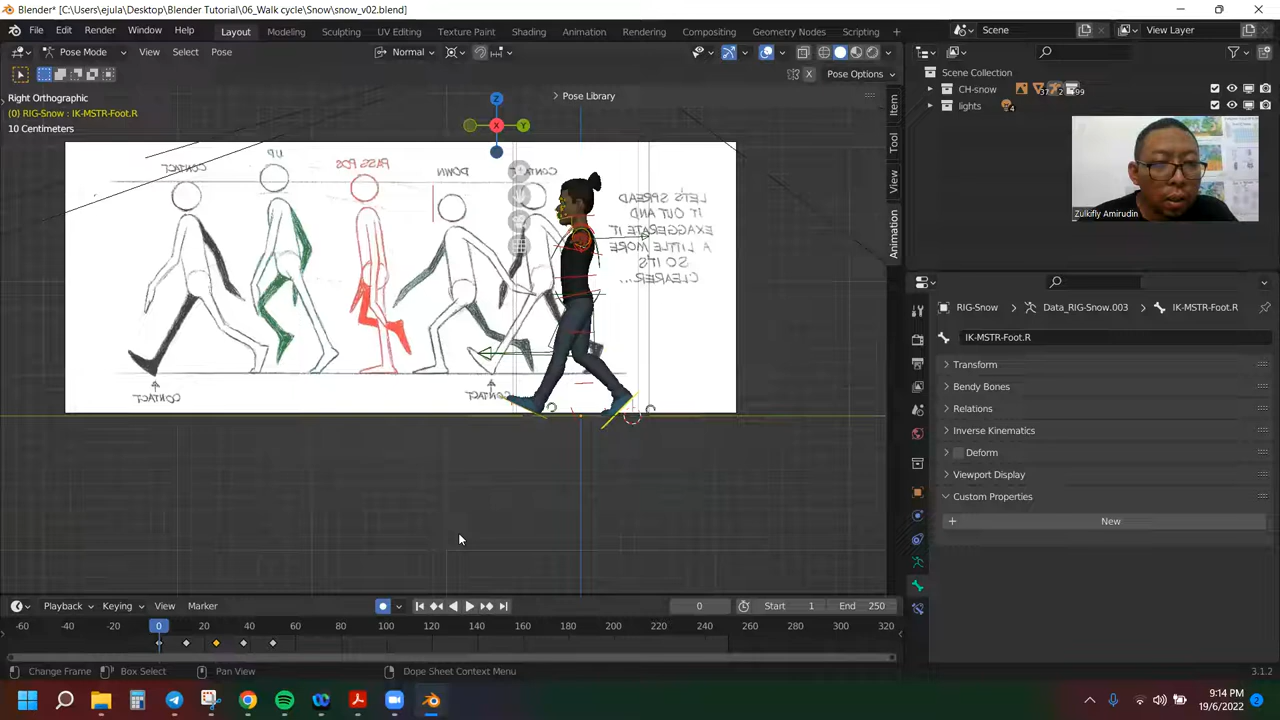 Blender* [C:\Users\ejula\Desktop\Blender Tutorial\06_Walk cycle\Snow\snow_v02.blend]
File Edit Render Window Help Layout Modeling Sculpting UV Editing Texture Paint Shading Animation Rendering Compositing Geometry Nodes Scripting Scene View Layer
Pose Mode View Select Pose Normal
Pose Options
Right Orthographic
(0) RIG-Snow : IK-MSTR-Foot.R
10 Centimeters
Pose Library
Z
X
Y
Item
Tool
View
Animation
CONTACT
UP
PASS POS
DOWN
CONTACT
LET'S SPREAD
IT OUT AND
EXAGGERATE IT
A LITTLE MORE
SO IT'S
CLEARER...
CONTACT
CONTACT
Scene Collection
CH-snow
lights 4
Zulkifly Amirudin
RIG-Snow Data_RIG-Snow.003 IK-MSTR-Foot.R
IK-MSTR-Foot.R
Transform
Bendy Bones
Relations
Inverse Kinematics
Deform
Viewport Display
Custom Properties
New
Playback Keying View Marker 0 Start 1 End 250
-60 -40 -20 0 20 40 60 80 100 120 140 160 180 200 220 240 260 280 300 320
Change Frame Box Select Pan View Dope Sheet Context Menu 3.1.2
9:14 PM
19/6/2022
2